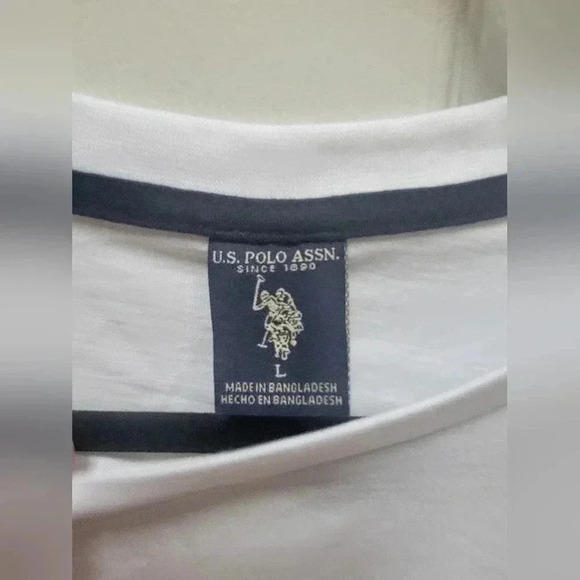 U.S. POLO ASSN.
SINCE 1890
L
MADE IN BANGLADESH
HECHO EN BANGLADESH